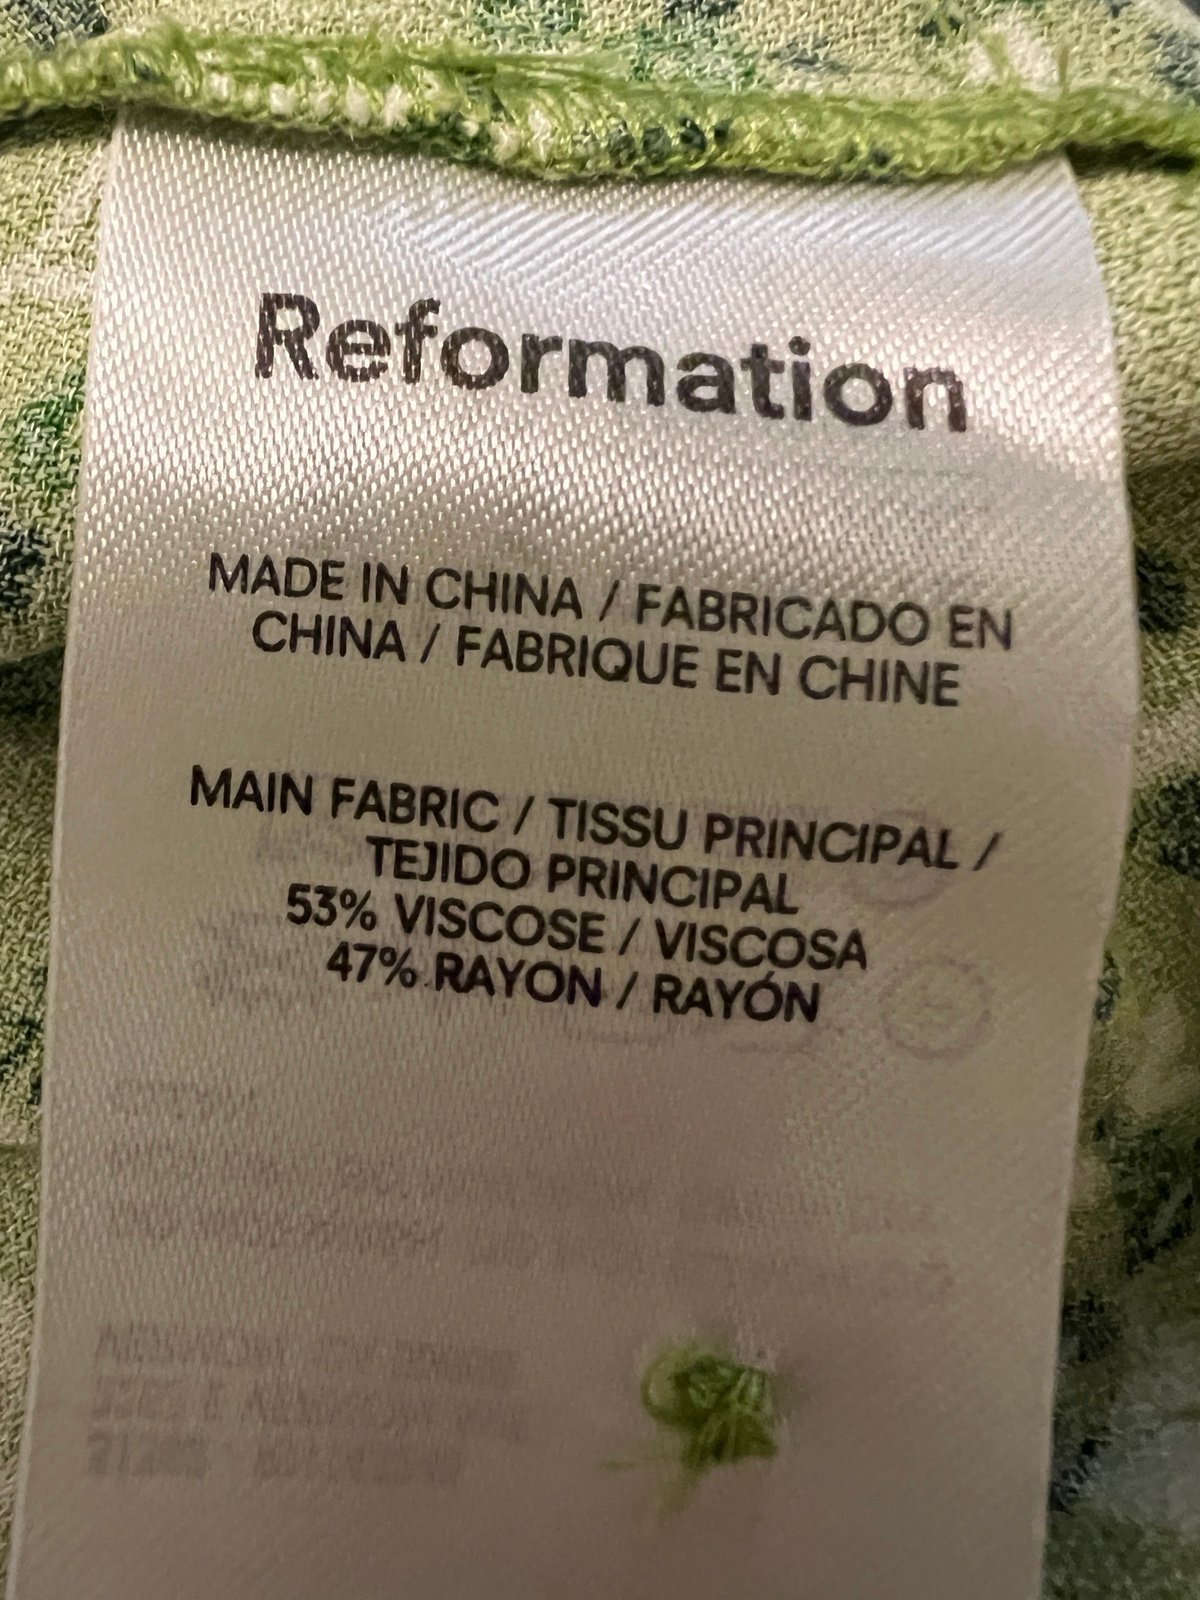 Reformation
MADE IN CHINA / FABRICADO EN
CHINA / FABRIQUE EN CHINE
MAIN FABRIC / TISSU PRINCIPAL /
TEJIDO PRINCIPAL
53% VISCOSE / VISCOSA
47% RAYON / RAYÓN